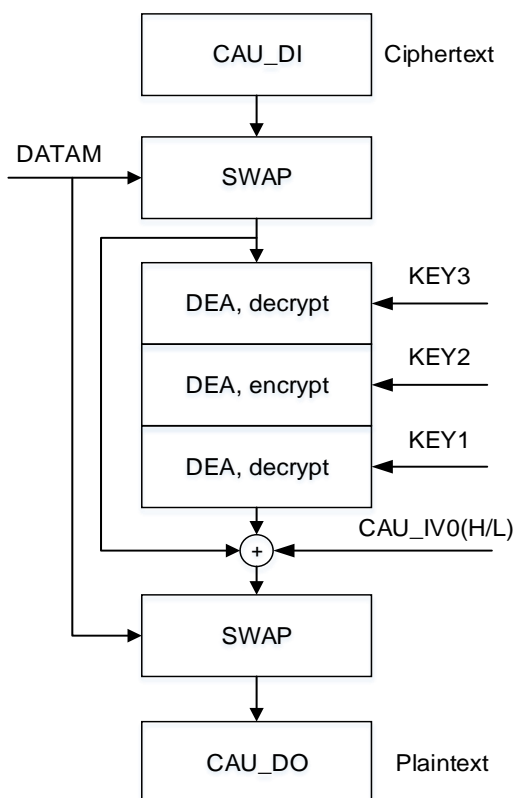 CAU_DI
Ciphertext
DATAM
SWAP
KEY3
DEA, decrypt
KEY2
DEA, encrypt
KEY1
DEA, decrypt
CAU_IV0(H/L)
+
SWAP
CAU_DO
Plaintext